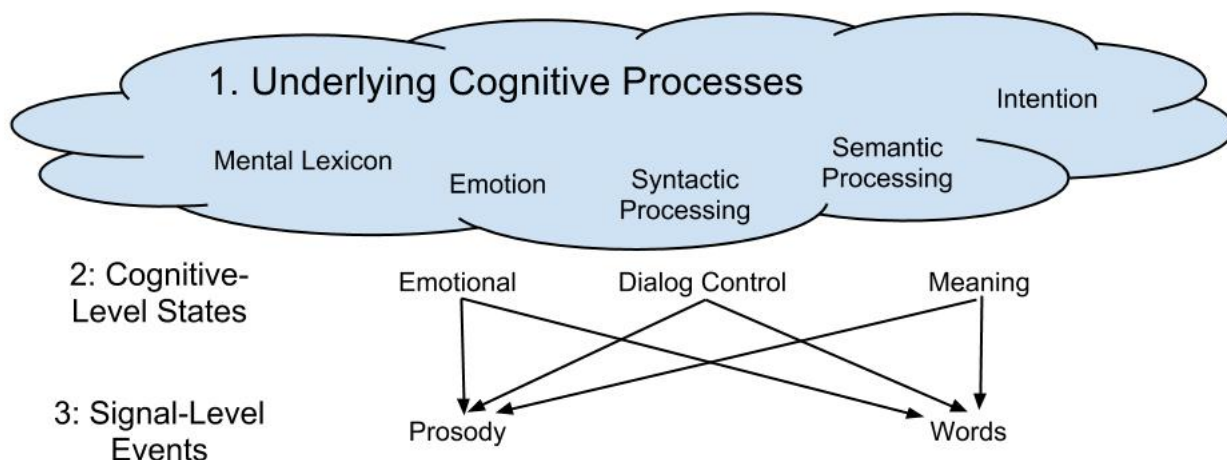 1. Underlying Cognitive Processes
Intention
Mental Lexicon
Emotion
Syntactic
Processing
Semantic
Processing
2: Cognitive-
Level States
Emotional
Dialog Control
Meaning
3: Signal-Level
Events
Prosody
Words